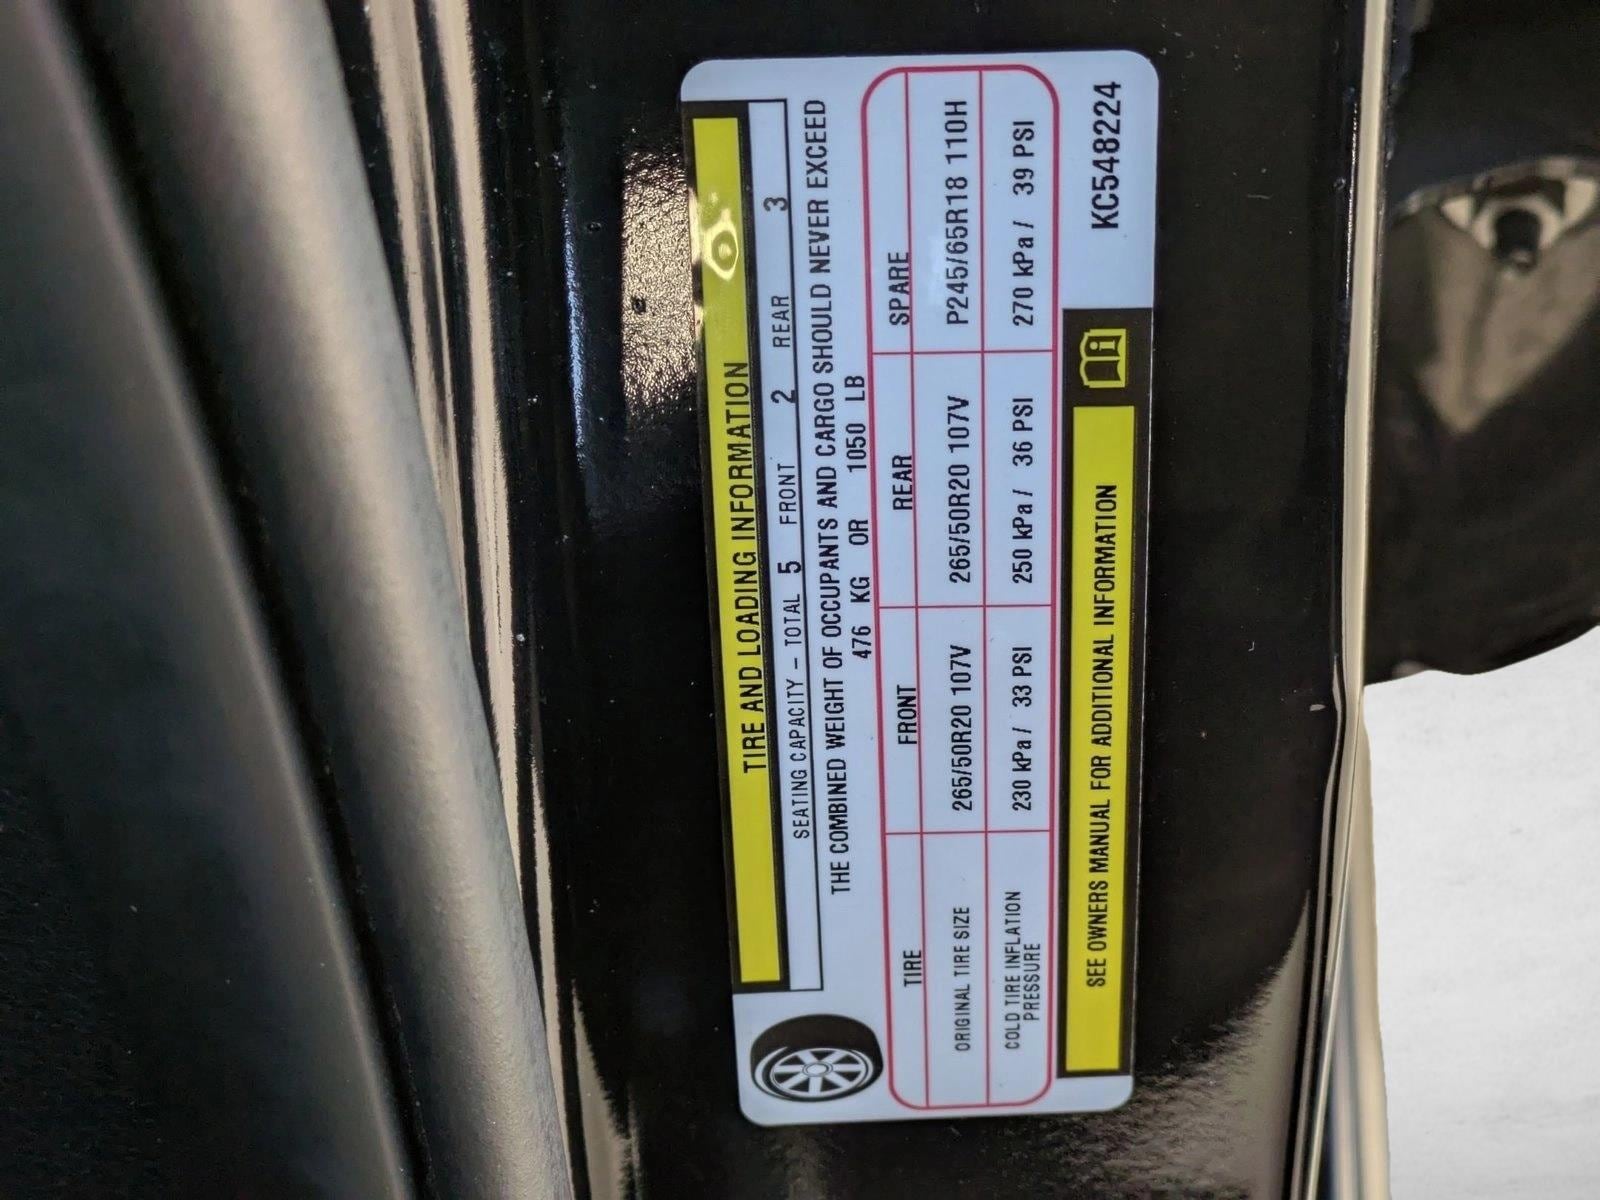 TIRE AND LOADING INFORMATION
SEATING CAPACITY – TOTAL 5 FRONT 2 REAR 3
THE COMBINED WEIGHT OF OCCUPANTS AND CARGO SHOULD NEVER EXCEED
476 KG OR 1050 LB
TIRE FRONT REAR SPARE
ORIGINAL TIRE SIZE 265/50R20 107V 265/50R20 107V P245/65R18 110H
COLD TIRE INFLATION
PRESSURE 230 kPa / 33 PSI 250 kPa / 36 PSI 270 kPa / 39 PSI
SEE OWNERS MANUAL FOR ADDITIONAL INFORMATION
KC548224